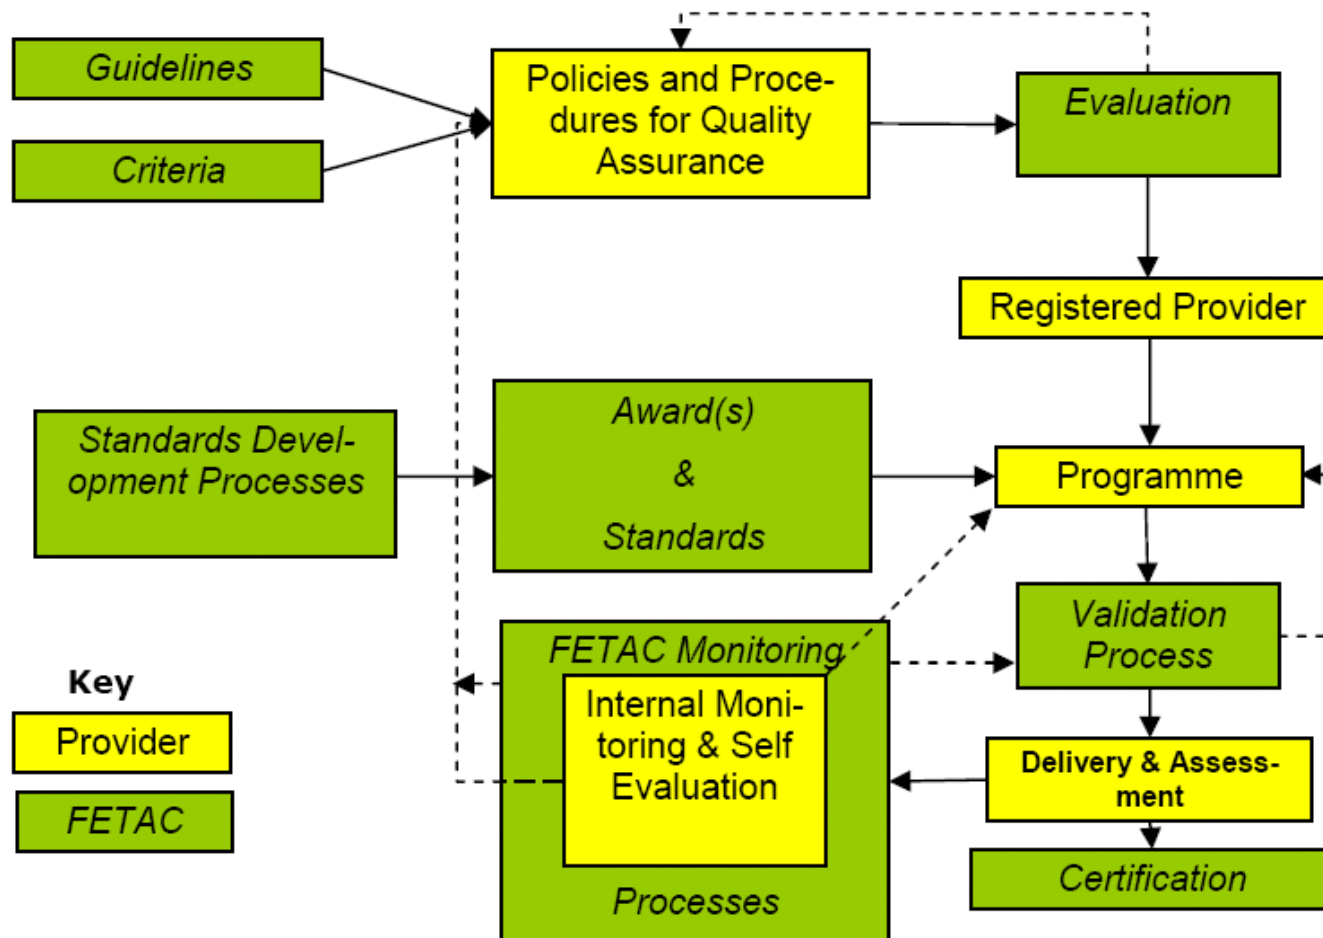 Guidelines
Criteria
Policies and Proce-
dures for Quality
Assurance
Evaluation
Registered Provider
Standards Devel-
opment Processes
Award(s)
&
Standards
Programme
FETAC Monitoring
Internal Moni-
toring & Self
Evaluation
Processes
Validation
Process
Delivery & Assess-
ment
Certification
Key
Provider
FETAC